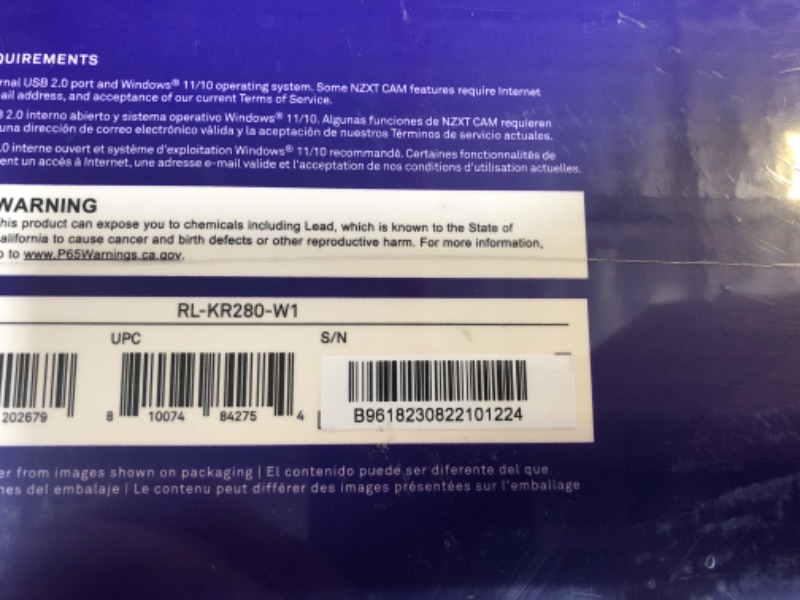 QUIREMENTS
rnal USB 2.0 port and Windows® 11/10 operating system. Some NZXT CAM features require Internet
ail address, and acceptance of our current Terms of Service.
B 2.0 interno abierto y sistema operativo Windows® 11/10. Algunas funciones de NZXT CAM requieren
una dirección de correo electrónico válida y la aceptación de nuestros Términos de servicio actuales.
.0 interne ouvert et système d'exploitation Windows® 11/10 recommandé. Certaines fonctionnalités de
ent un accès à Internet, une adresse e-mail valide et l'acceptation de nos conditions d'utilisation actuelles.
WARNING
his product can expose you to chemicals including Lead, which is known to the State of
alifornia to cause cancer and birth defects or other reproductive harm. For more information,
o to www.P65Warnings.ca.gov.
RL-KR280-W1
UPC S/N
202679 8 10074 84275 4 B9618230822101224
er from images shown on packaging | El contenido puede ser diferente del que
nes del embalaje | Le contenu peut différer des images présentées sur l'emballage